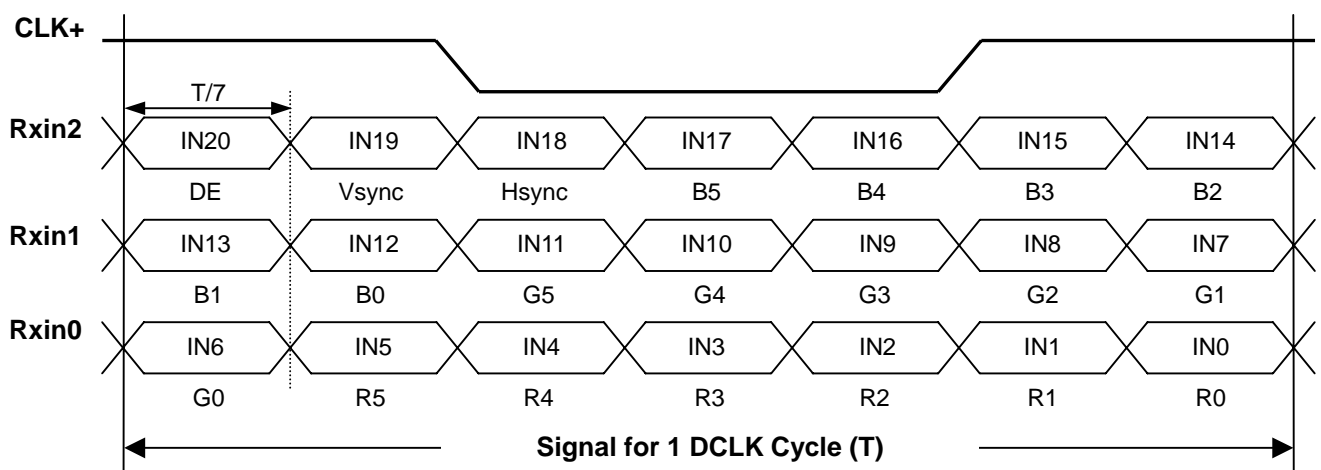 CLK+
T/7
Rxin2 IN20 IN19 IN18 IN17 IN16 IN15 IN14
DE Vsync Hsync B5 B4 B3 B2
Rxin1 IN13 IN12 IN11 IN10 IN9 IN8 IN7
B1 B0 G5 G4 G3 G2 G1
Rxin0 IN6 IN5 IN4 IN3 IN2 IN1 IN0
G0 R5 R4 R3 R2 R1 R0
Signal for 1 DCLK Cycle (T)